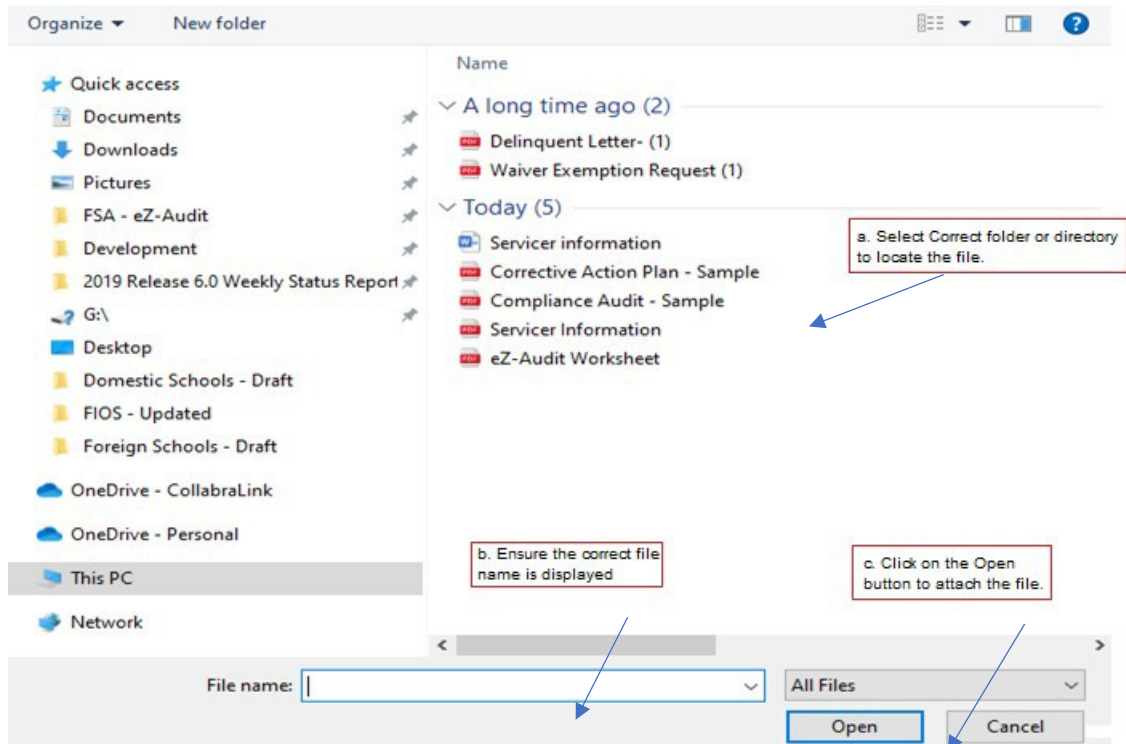 Organize New folder
Quick access
Documents
Downloads
Pictures
FSA - eZ-Audit
Development
2019 Release 6.0 Weekly Status Report
G:\
Desktop
Domestic Schools - Draft
FIOS - Updated
Foreign Schools - Draft
OneDrive - CollabraLink
OneDrive - Personal
This PC
Network
Name
A long time ago (2)
Delinquent Letter- (1)
Waiver Exemption Request (1)
Today (5)
Servicer information
Corrective Action Plan - Sample
Compliance Audit - Sample
Servicer Information
eZ-Audit Worksheet
a. Select Correct folder or directory
to locate the file.
b. Ensure the correct file
name is displayed
c. Click on the Open
button to attach the file.
File name:
All Files
Open Cancel